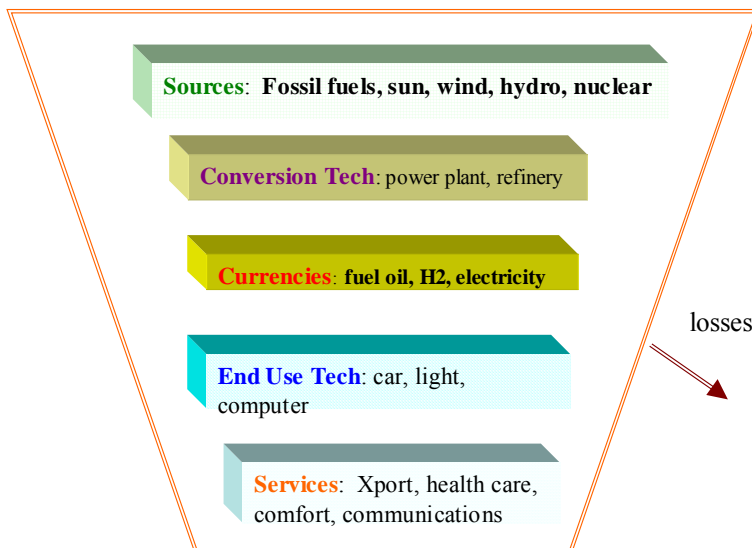 Sources: Fossil fuels, sun, wind, hydro, nuclear
Conversion Tech: power plant, refinery
Currencies: fuel oil, H2, electricity
losses
End Use Tech: car, light,
computer
Services: Xport, health care,
comfort, communications